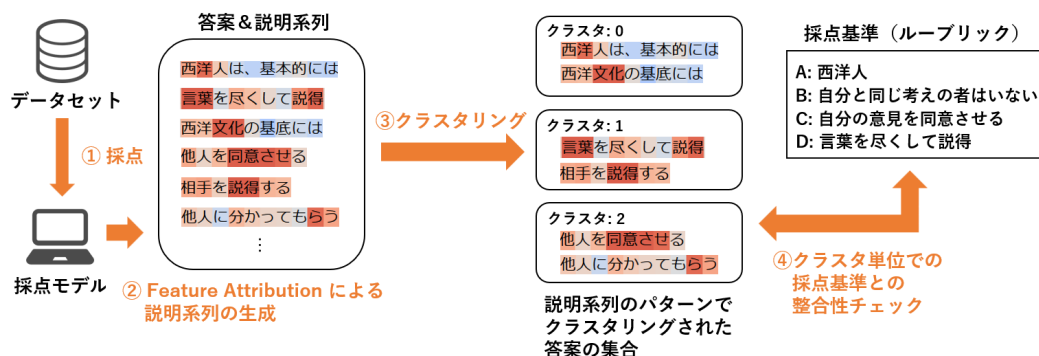 データセット
① 採点
採点モデル
答案＆説明系列
西洋人は、基本的には
言葉を尽くして説得
西洋文化の基底には
他人を同意させる
相手を説得する
他人に分かってもらう
⋮
② Feature Attribution による
説明系列の生成
③クラスタリング
クラスタ: 0
西洋人は、基本的には
西洋文化の基底には
クラスタ: 1
言葉を尽くして説得
相手を説得する
クラスタ: 2
他人を同意させる
他人に分かってもらう
説明系列のパターンで
クラスタリングされた
答案の集合
採点基準（ルーブリック）
A: 西洋人
B: 自分と同じ考えの者はいない
C: 自分の意見を同意させる
D: 言葉を尽くして説得
④クラスタ単位での
採点基準との
整合性チェック